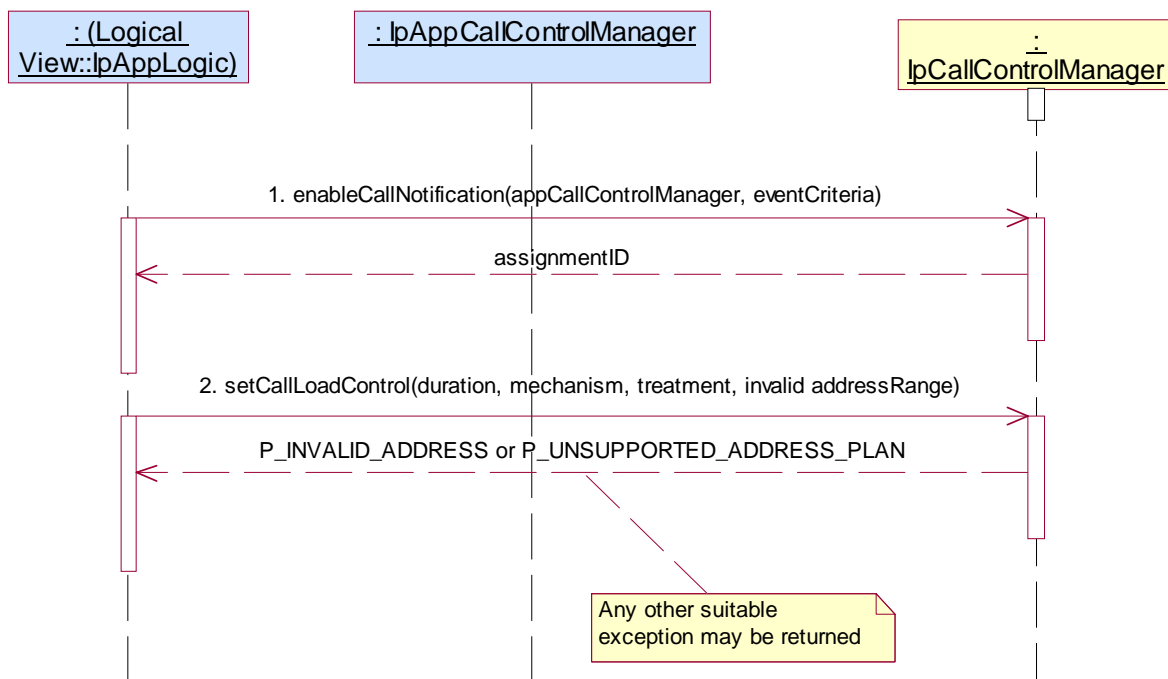 : (Logical
View::IpAppLogic)
: IpAppCallControlManager
:
IpCallControlManager
1. enableCallNotification(appCallControlManager, eventCriteria)
assignmentID
2. setCallLoadControl(duration, mechanism, treatment, invalid addressRange)
P_INVALID_ADDRESS or P_UNSUPPORTED_ADDRESS_PLAN
Any other suitable
exception may be returned